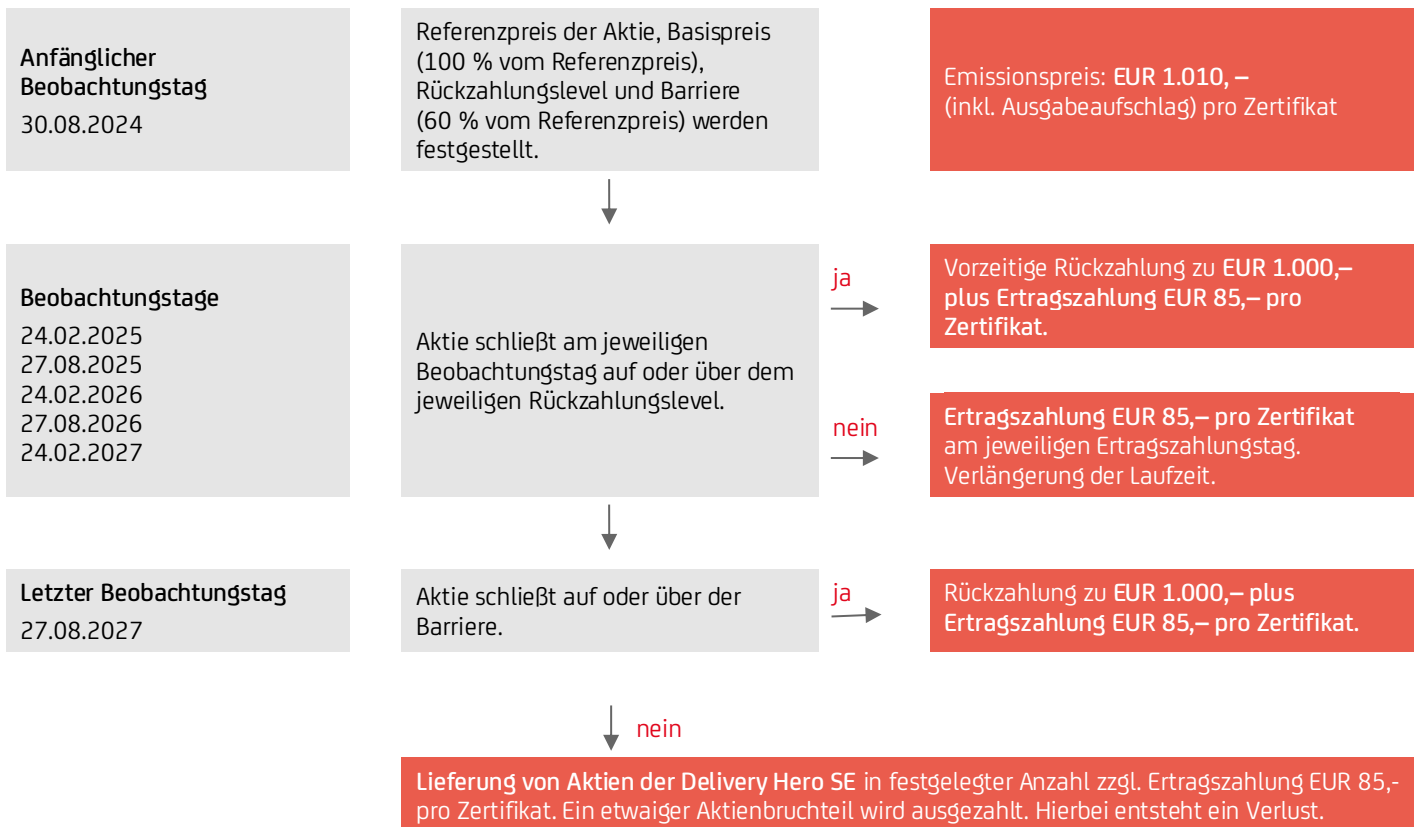 Anfänglicher
Beobachtungstag
30.08.2024
Referenzpreis der Aktie, Basispreis
(100 % vom Referenzpreis),
Rückzahlungslevel und Barriere
(60 % vom Referenzpreis) werden
festgestellt.
Emissionspreis: EUR 1.010, –
(inkl. Ausgabeaufschlag) pro Zertifikat
Beobachtungstage
24.02.2025
27.08.2025
24.02.2026
27.08.2026
24.02.2027
Aktie schließt am jeweiligen
Beobachtungstag auf oder über dem
jeweiligen Rückzahlungslevel.
ja
Vorzeitige Rückzahlung zu EUR 1.000,–
plus Ertragszahlung EUR 85,– pro
Zertifikat.
nein
Ertragszahlung EUR 85,– pro Zertifikat
am jeweiligen Ertragszahlungstag.
Verlängerung der Laufzeit.
Letzter Beobachtungstag
27.08.2027
Aktie schließt auf oder über der
Barriere.
ja
Rückzahlung zu EUR 1.000,– plus
Ertragszahlung EUR 85,– pro Zertifikat.
nein
Lieferung von Aktien der Delivery Hero SE in festgelegter Anzahl zzgl. Ertragszahlung EUR 85,-
pro Zertifikat. Ein etwaiger Aktienbruchteil wird ausgezahlt. Hierbei entsteht ein Verlust.